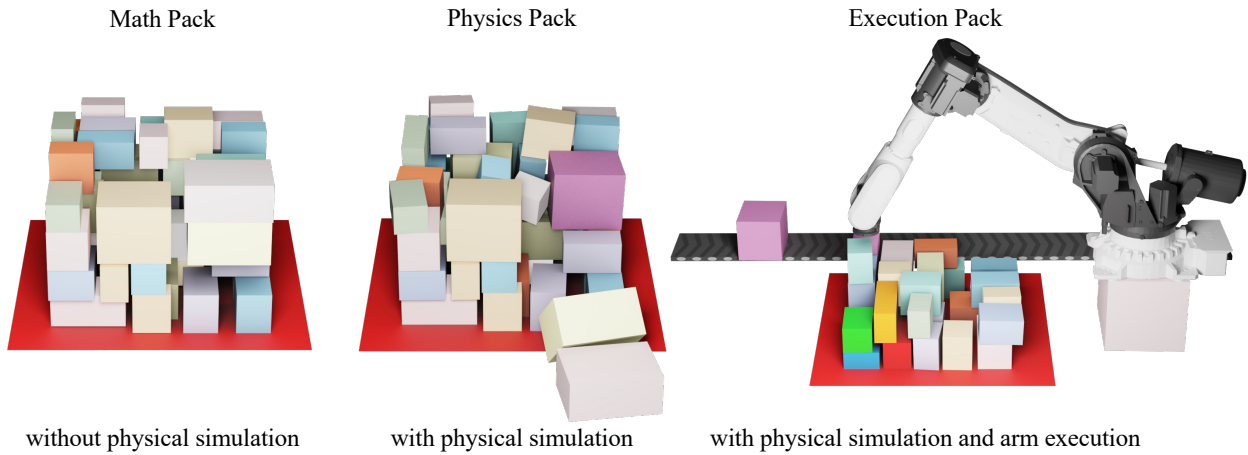 Math Pack
Physics Pack
Execution Pack
without physical simulation
with physical simulation
with physical simulation and arm execution